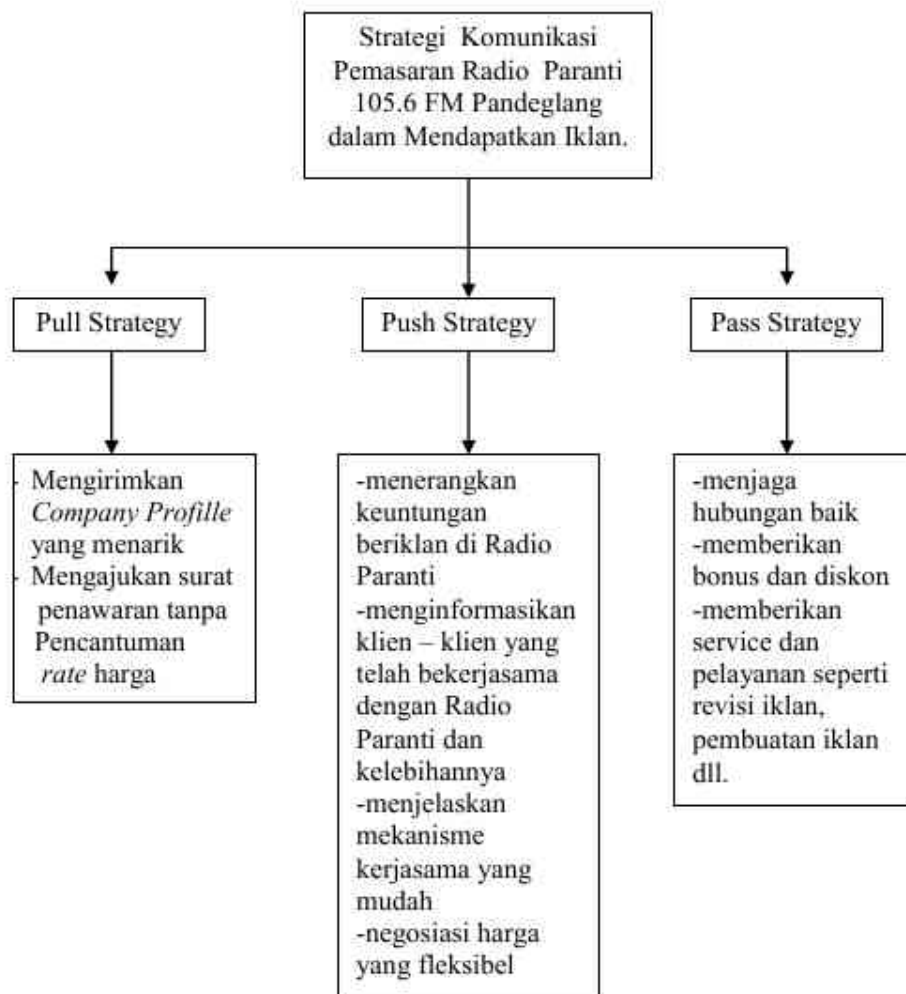 Strategi Komunikasi
Pemasaran Radio Paranti
105.6 FM Pandeglang
dalam Mendapatkan Iklan.
Pull Strategy
Push Strategy
Pass Strategy
- Mengirimkan
Company Profille
yang menarik
- Mengajukan surat
penawaran tanpa
Pencantuman
rate harga
-menerangkan
keuntungan
beriklan di Radio
Paranti
-menginformasikan
klien – klien yang
telah bekerjasama
dengan Radio
Paranti dan
kelebihannya
-menjelaskan
mekanisme
kerjasama yang
mudah
-negosiasi harga
yang fleksibel
-menjaga
hubungan baik
-memberikan
bonus dan diskon
-memberikan
service dan
pelayanan seperti
revisi iklan,
pembuatan iklan
dll.